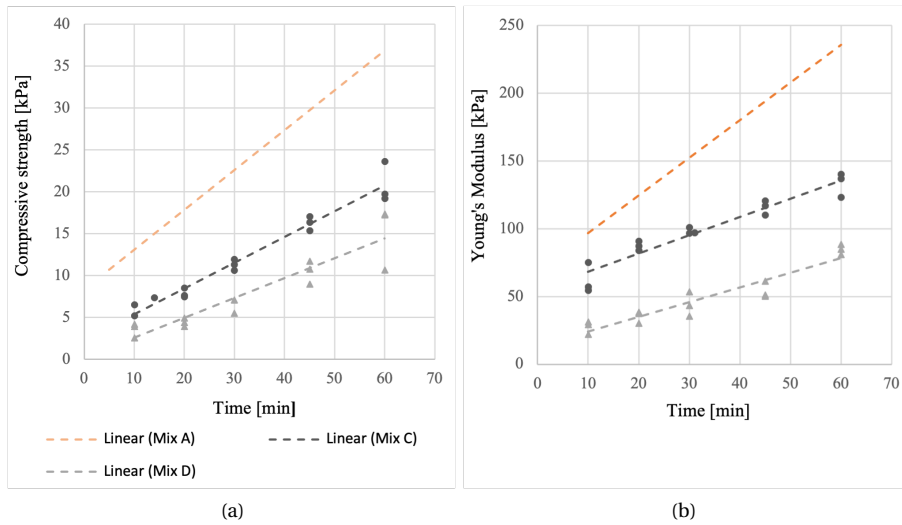 40
35
30
25
20
15
10
5
0
Compressive strength [kPa]
0 10 20 30 40 50 60 70
Time [min]
Linear (Mix A) Linear (Mix C)
Linear (Mix D)
(a)
250
200
150
100
50
0
Young's Modulus [kPa]
0 10 20 30 40 50 60 70
Time [min]
(b)